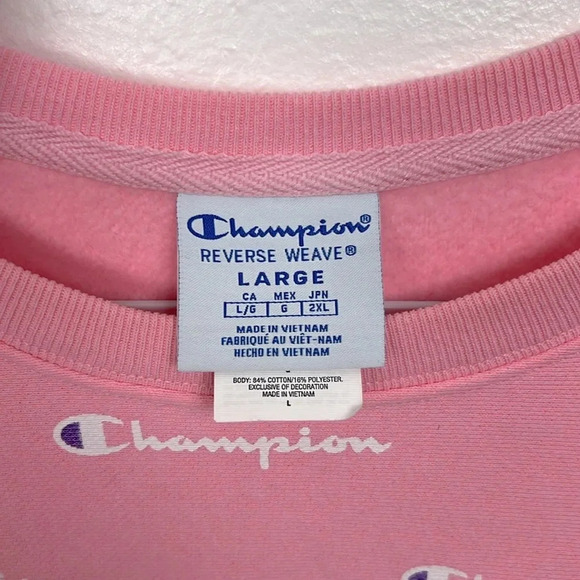 Champion®
REVERSE WEAVE®
LARGE
CA MEX JPN
L/G G 2XL
MADE IN VIETNAM
FABRIQUÉ AU VIÊT-NAM
HECHO EN VIETNAM
BODY: 84% COTTON/16% POLYESTER.
EXCLUSIVE OF DECORATION
MADE IN VIETNAM
L
Champion